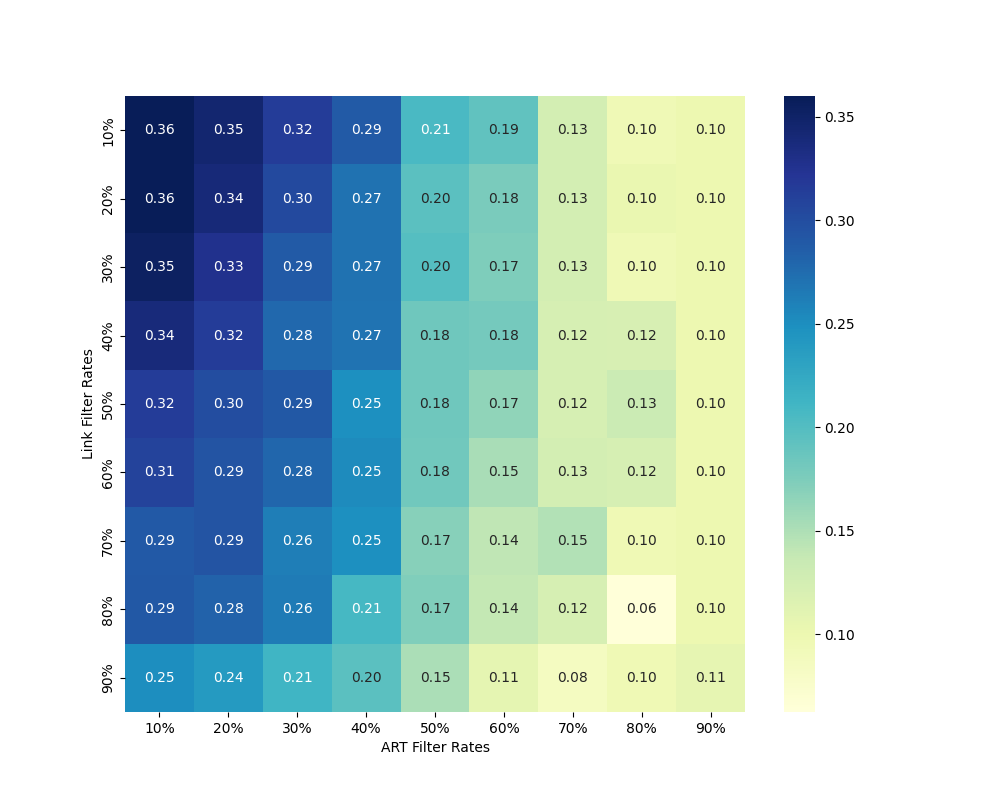 10% 0.36 0.35 0.32 0.29 0.21 0.19 0.13 0.10 0.10
20% 0.36 0.34 0.30 0.27 0.20 0.18 0.13 0.10 0.10
30% 0.35 0.33 0.29 0.27 0.20 0.17 0.13 0.10 0.10
40% 0.34 0.32 0.28 0.27 0.18 0.18 0.12 0.12 0.10
50% 0.32 0.30 0.29 0.25 0.18 0.17 0.12 0.13 0.10
60% 0.31 0.29 0.28 0.25 0.18 0.15 0.13 0.12 0.10
70% 0.29 0.29 0.26 0.25 0.17 0.14 0.15 0.10 0.10
80% 0.29 0.28 0.26 0.21 0.17 0.14 0.12 0.06 0.10
90% 0.25 0.24 0.21 0.20 0.15 0.11 0.08 0.10 0.11
10% 20% 30% 40% 50% 60% 70% 80% 90%
ART Filter Rates
Link Filter Rates
0.35
0.30
0.25
0.20
0.15
0.10